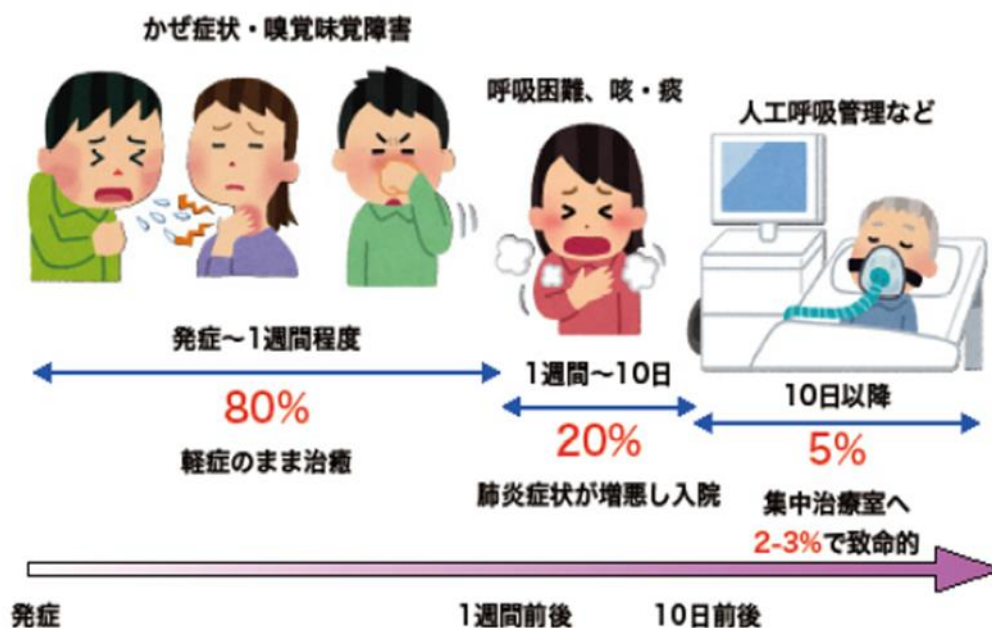 かぜ症状・嗅覚味覚障害
呼吸困難、咳・痰
人工呼吸管理など
発症〜1週間程度
80%
軽症のまま治癒
1週間〜10日
20%
肺炎症状が増悪し入院
10日以降
5%
集中治療室へ
2-3%で致命的
発症
1週間前後
10日前後